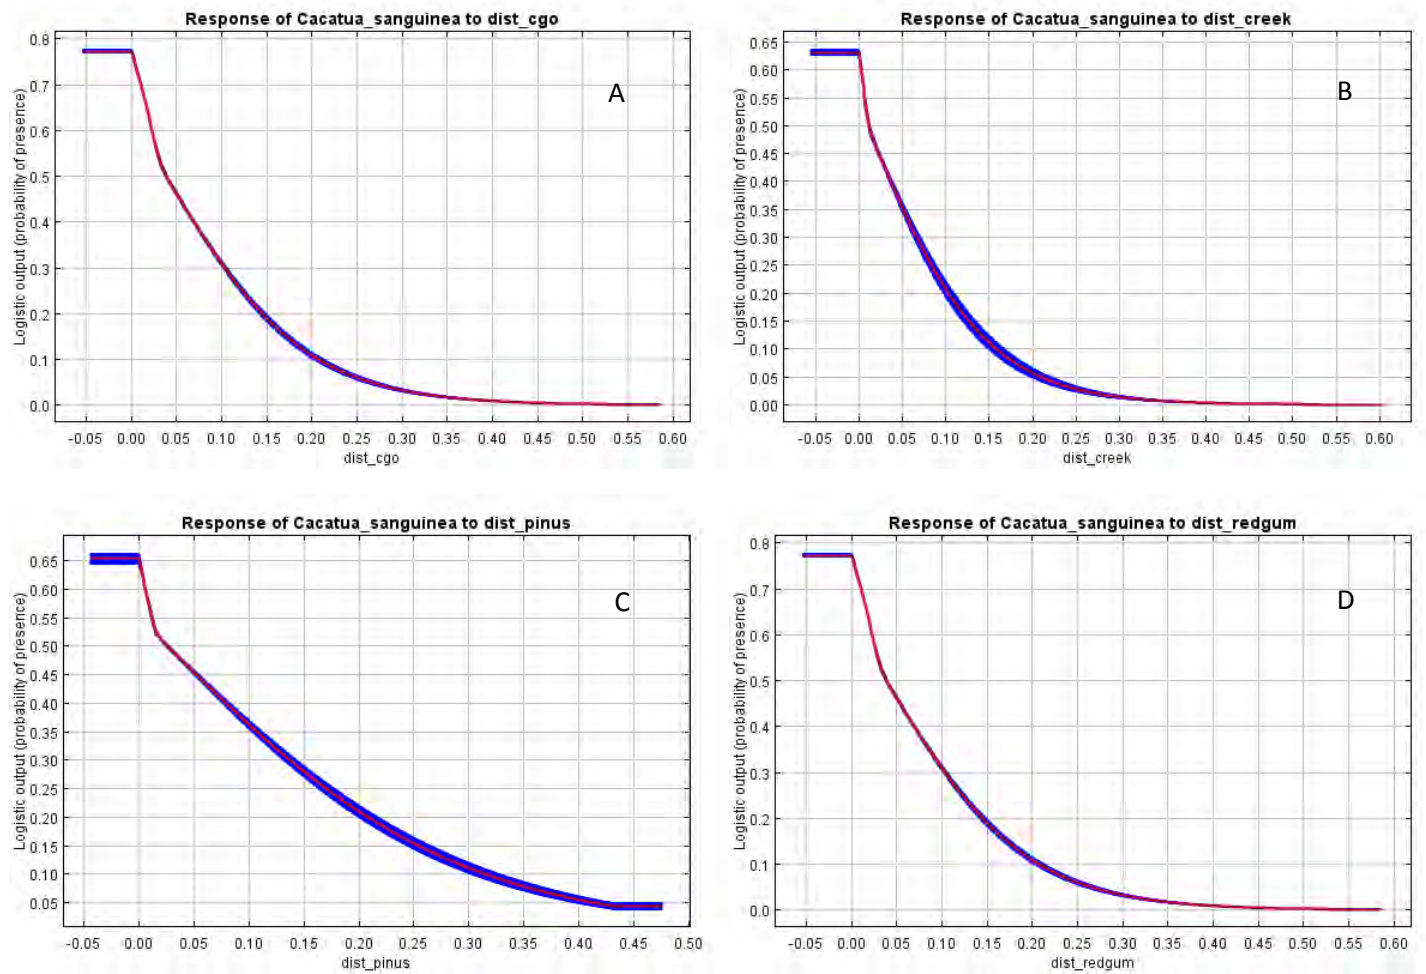 Response of Cacatua_sanguinea to dist_cgo
Logistic output (probability of presence)
0.8
0.7
0.6
0.5
0.4
0.3
0.2
0.1
0.0
A
-0.05 0.00 0.05 0.10 0.15 0.20 0.25 0.30 0.35 0.40 0.45 0.50 0.55 0.60
dist_cgo
Response of Cacatua_sanguinea to dist_creek
Logistic output (probability of presence)
0.65
0.60
0.55
0.50
0.45
0.40
0.35
0.30
0.25
0.20
0.15
0.10
0.05
0.00
B
-0.05 0.00 0.05 0.10 0.15 0.20 0.25 0.30 0.35 0.40 0.45 0.50 0.55 0.60
dist_creek
Response of Cacatua_sanguinea to dist_pinus
Logistic output (probability of presence)
0.65
0.60
0.55
0.50
0.45
0.40
0.35
0.30
0.25
0.20
0.15
0.10
0.05
C
-0.05 0.00 0.05 0.10 0.15 0.20 0.25 0.30 0.35 0.40 0.45 0.50
dist_pinus
Response of Cacatua_sanguinea to dist_redgum
Logistic output (probability of presence)
0.8
0.7
0.6
0.5
0.4
0.3
0.2
0.1
0.0
D
-0.05 0.00 0.05 0.10 0.15 0.20 0.25 0.30 0.35 0.40 0.45 0.50 0.55 0.60
dist_redgum